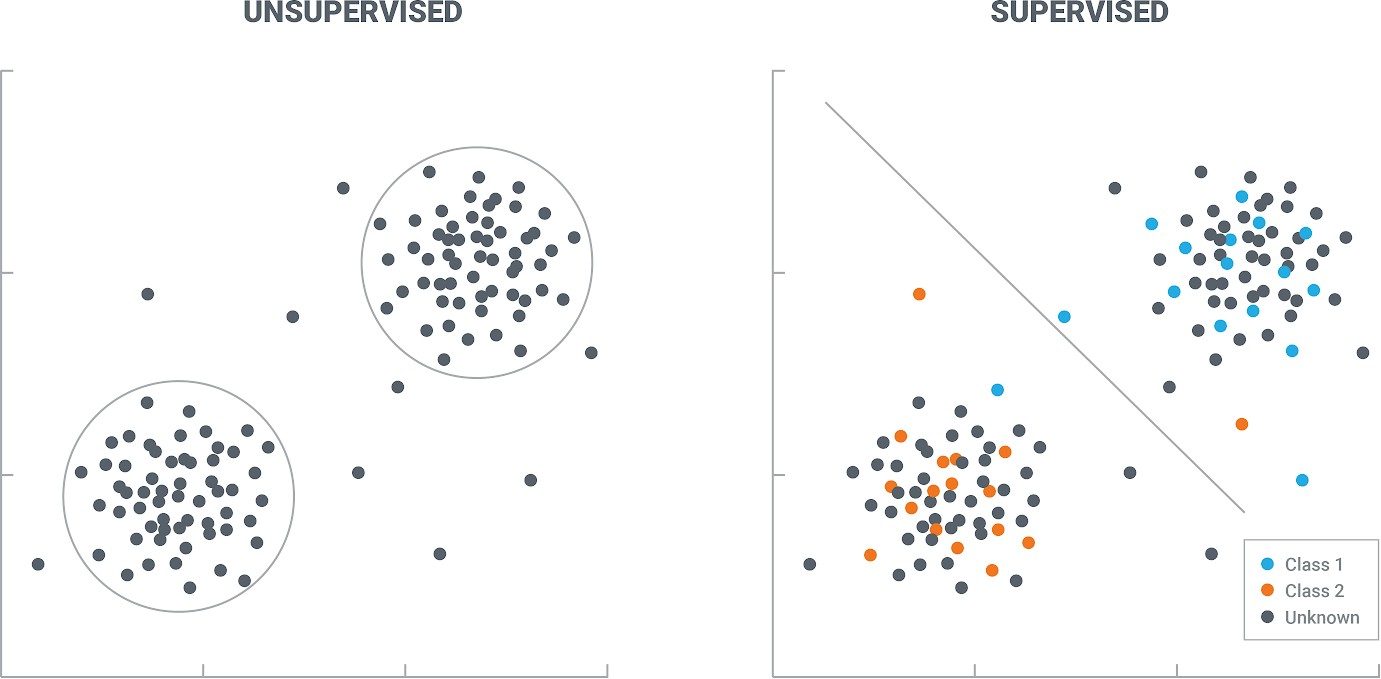 UNSUPERVISED
SUPERVISED
Class 1
Class 2
Unknown